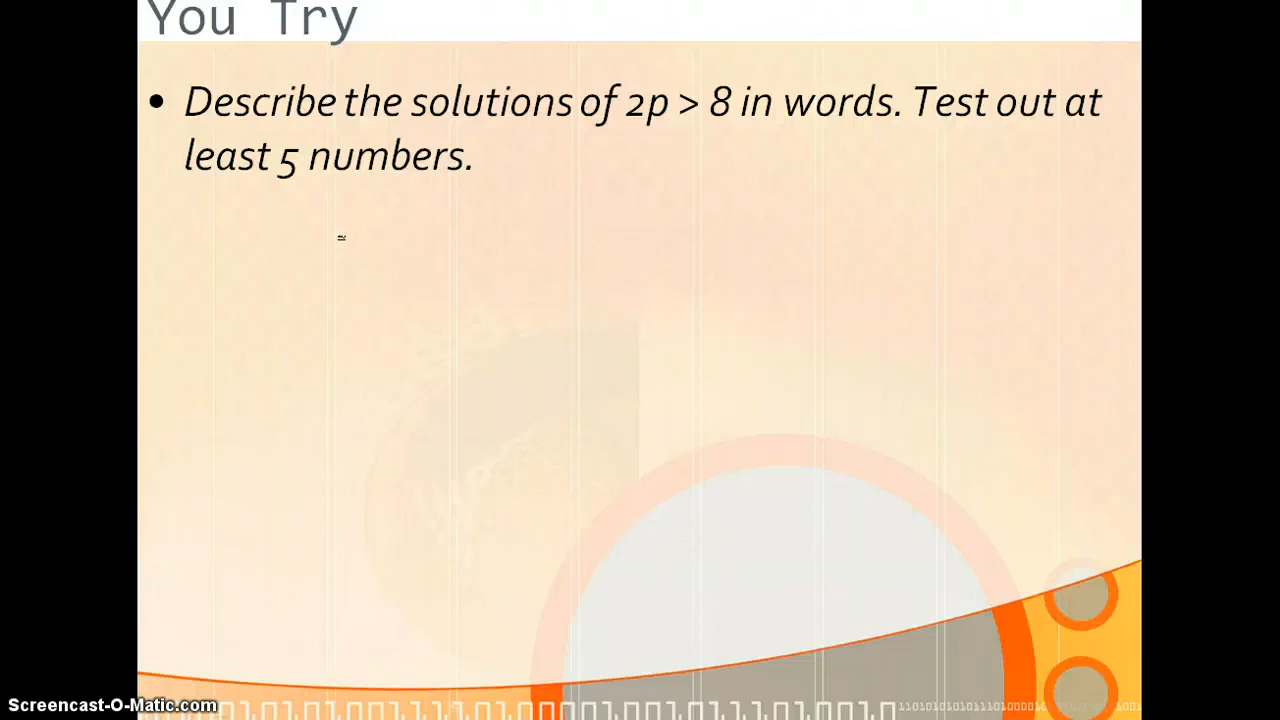 You Try
• Describe the solutions of 2p > 8 in words. Test out at
least 5 numbers.
Screencast-O-Matic.com